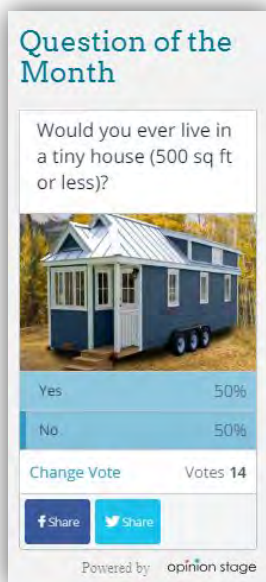 Question of the
Month
Would you ever live in
a tiny house (500 sq ft
or less)?
Yes 50%
No 50%
Change Vote Votes 14
f Share Share
Powered by opinion stage